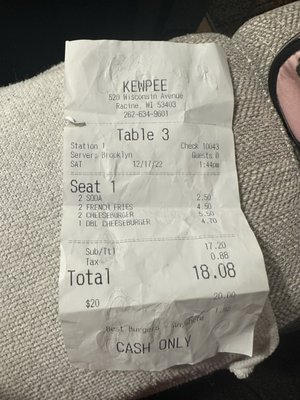 KEWPEE
520 Wisconsin Avenue
Racine, WI 53403
262-634-9601
Table 3
Station 1 Check 10043
Server: Brooklyn Guests 0
SAT 12/17/22 1:44pm
Seat 1
2 SODA 2.50
2 FRENCH FRIES 4.50
2 CHEESEBURGER 5.50
1 DBL CHEESEBURGER 4.70
Sub/Ttl 17.20
Tax 0.88
Total 18.08
$20 20.00
Best Burgers
CASH ONLY